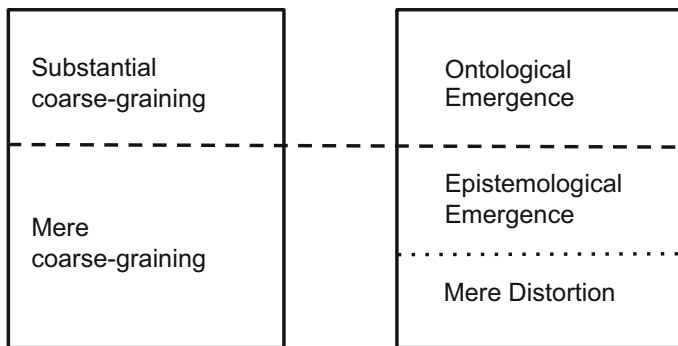 Substantial
coarse-graining
Mere
coarse-graining
Ontological
Emergence
Epistemological
Emergence
Mere Distortion